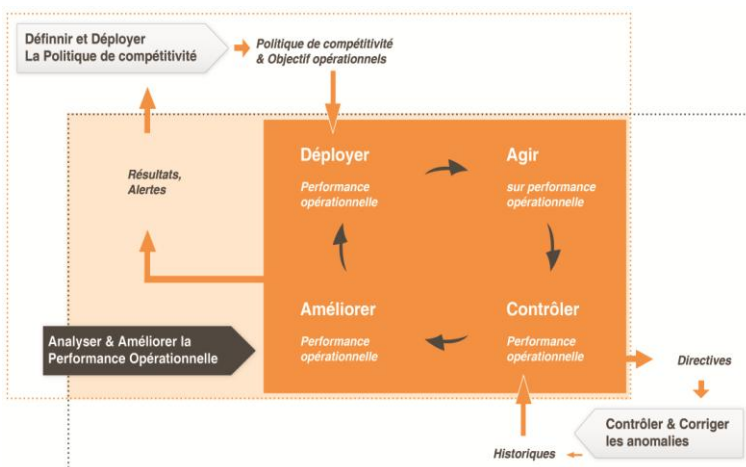 Définnir et Déployer
La Politique de compétitivité
Politique de compétitivité
& Objectif opérationnels
Déployer
Performance
opérationnelle
Agir
sur performance
opérationnelle
Résultats,
Alertes
Améliorer
Performance
opérationnelle
Contrôler
Performance
opérationnelle
Analyser & Améliorer la
Performance Opérationnelle
Directives
Contrôler & Corriger
les anomalies
Historiques